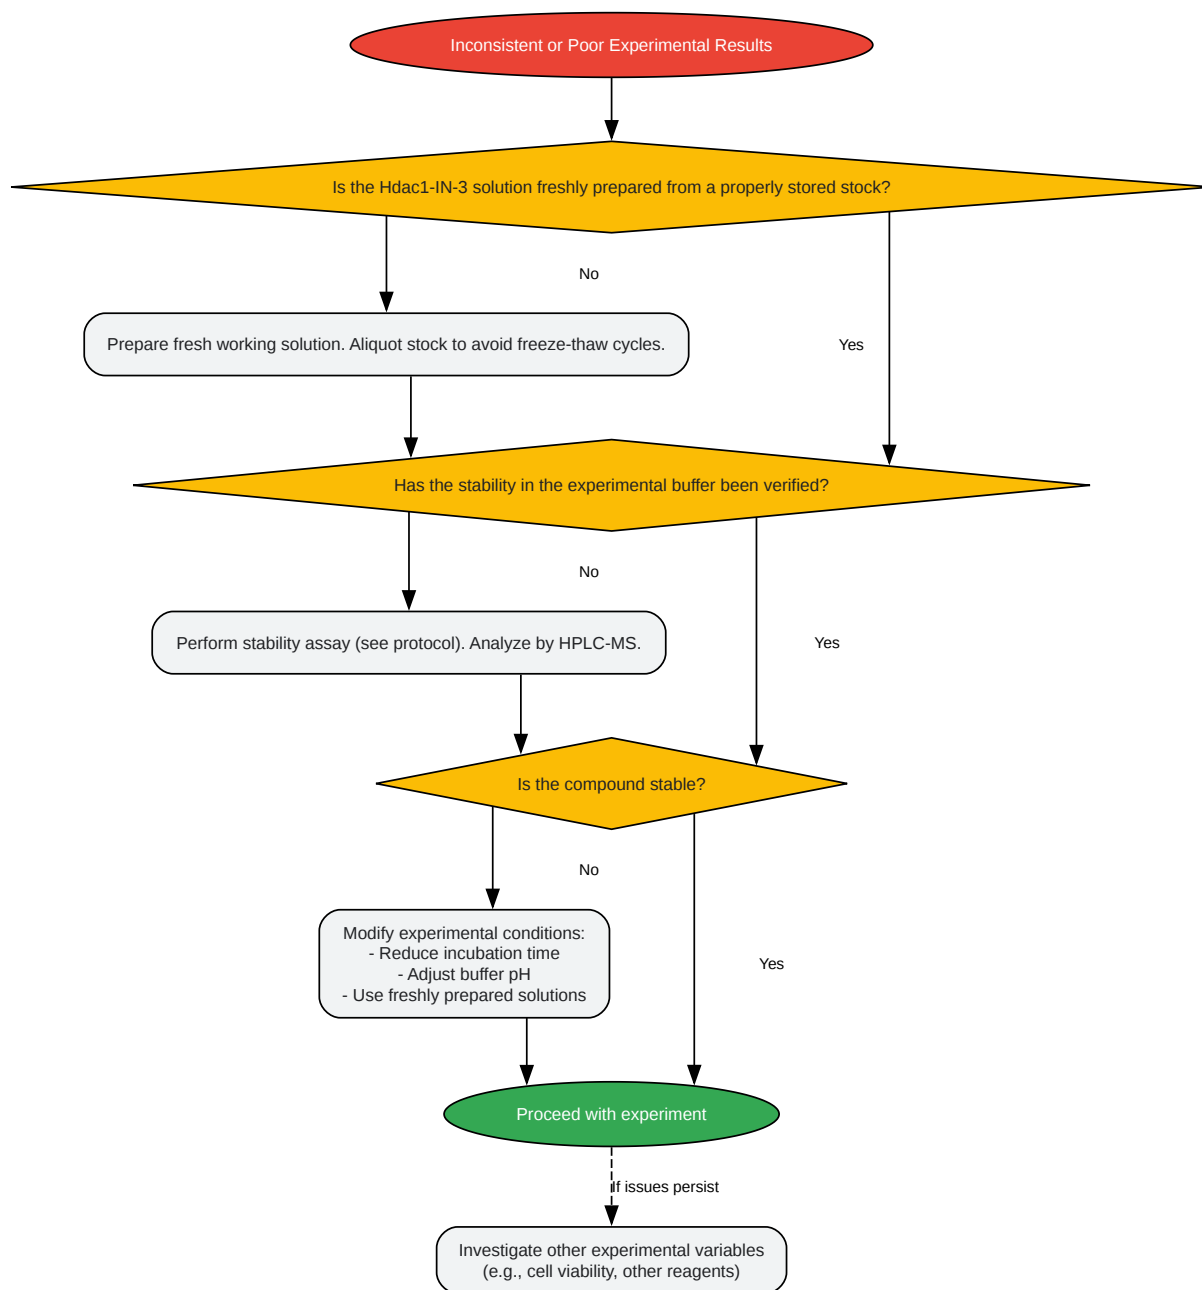 Inconsistent or Poor Experimental Results
Is the Hdac1-IN-3 solution freshly prepared from a properly stored stock?
No
Prepare fresh working solution. Aliquot stock to avoid freeze-thaw cycles.
Yes
Has the stability in the experimental buffer been verified?
No
Perform stability assay (see protocol). Analyze by HPLC-MS.
Yes
Is the compound stable?
No
Modify experimental conditions:
- Reduce incubation time
- Adjust buffer pH
- Use freshly prepared solutions
Yes
Proceed with experiment
If issues persist
Investigate other experimental variables
(e.g., cell viability, other reagents)